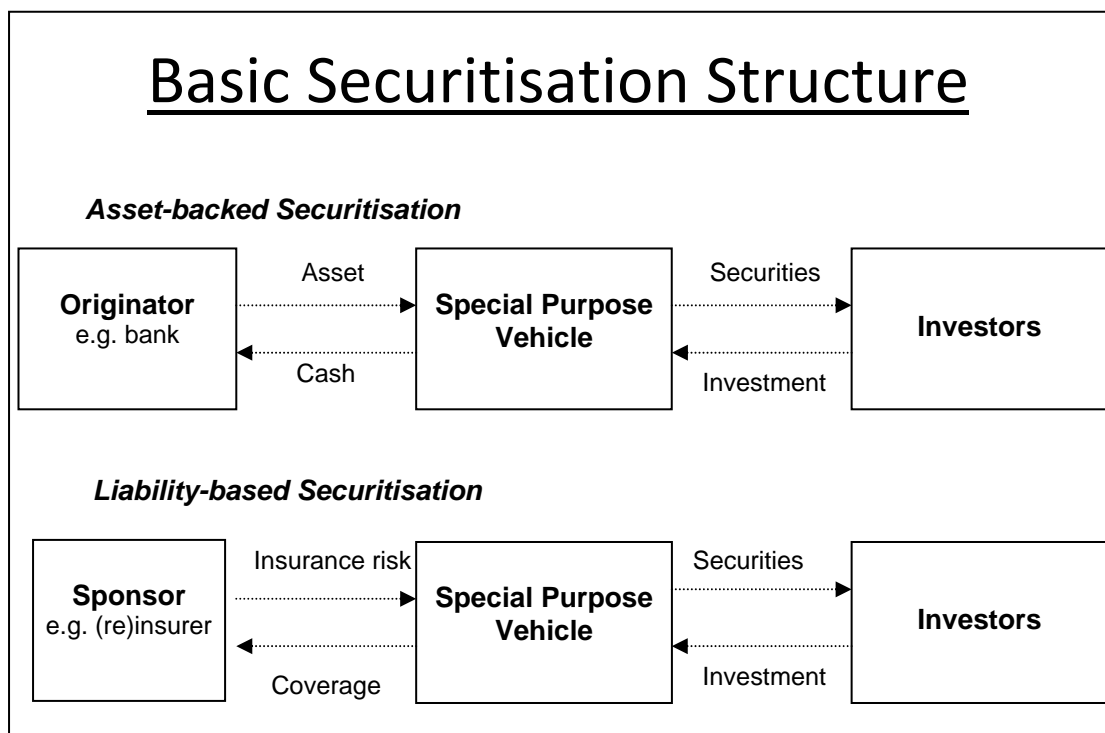 Basic Securitisation Structure
Asset-backed Securitisation
Originator
e.g. bank
Asset
Cash
Special Purpose
Vehicle
Securities
Investment
Investors
Liability-based Securitisation
Sponsor
e.g. (re)insurer
Insurance risk
Coverage
Special Purpose
Vehicle
Securities
Investment
Investors